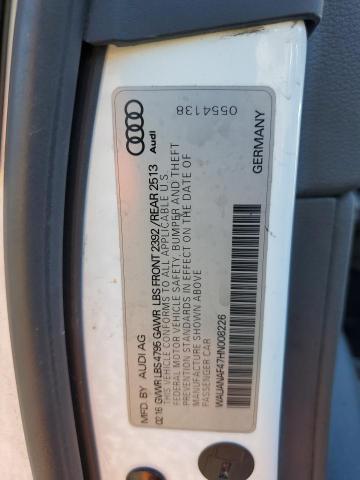 Audi
0554138
MFD. BY AUDI AG
02 16 GVWR LBS 4796 GAWR LBS FRONT 2392/REAR 2513
THIS VEHICLE CONFORMS TO ALL APPLICABLE U.S.
FEDERAL MOTOR VEHICLE SAFETY, BUMPER AND THEFT
PREVENTION STANDARDS IN EFFECT ON THE DATE OF
MANUFACTURE SHOWN ABOVE
PASSENGER CAR
WAUANAF47HN008226
GERMANY